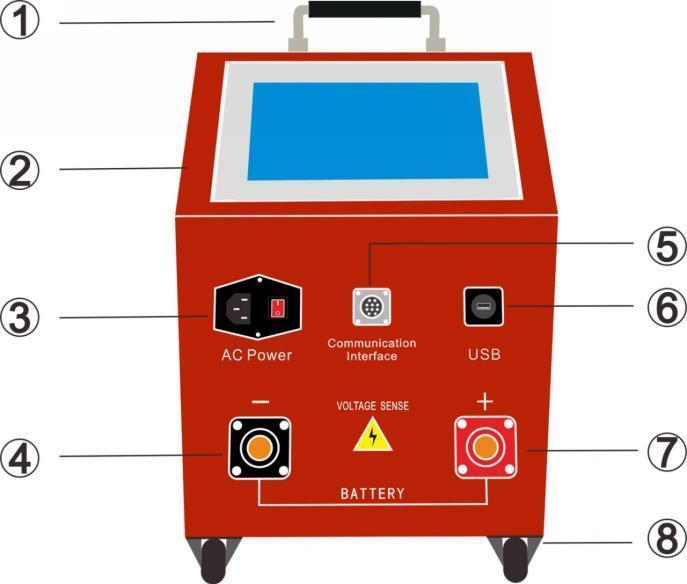 ①
②
⑤
③
⑥
AC Power
Communication
Interface
USB
−
VOLTAGE SENSE
+
④
⑦
BATTERY
⑧